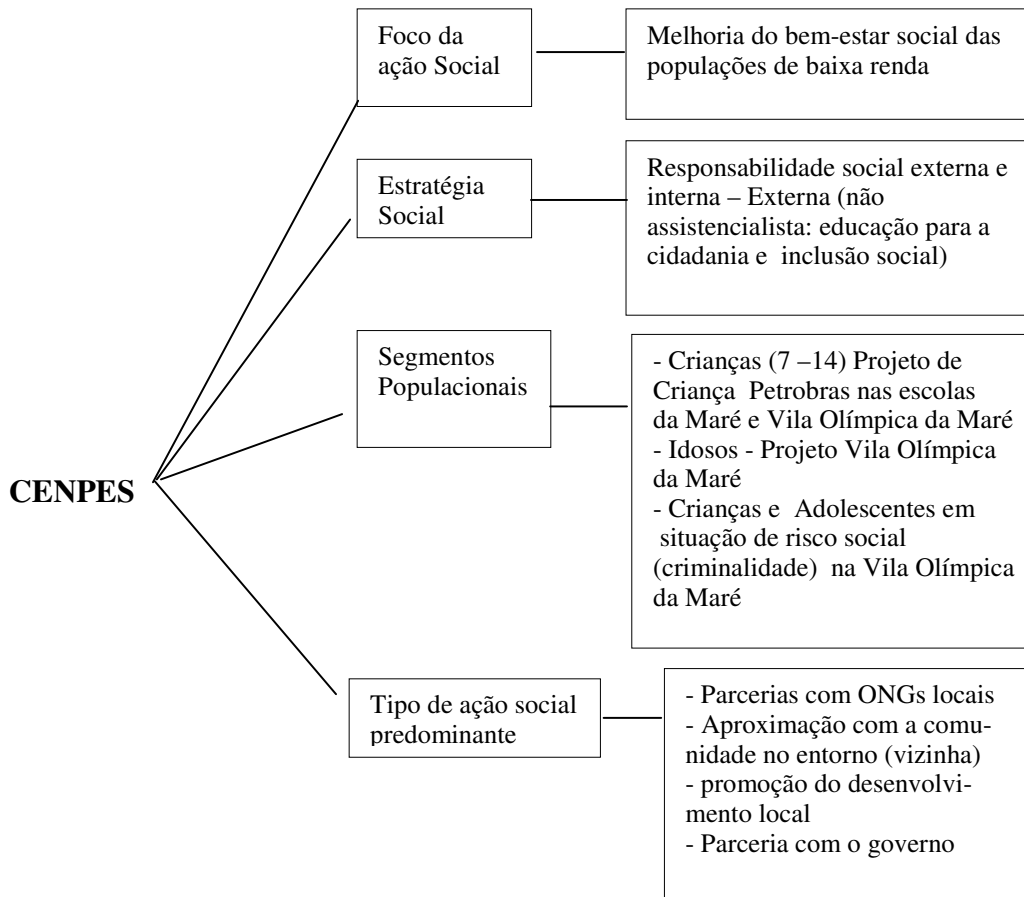 Foco da
ação Social
Melhoria do bem-estar social das
populações de baixa renda
Estratégia
Social
Responsabilidade social externa e
interna – Externa (não
assistencialista: educação para a
cidadania e inclusão social)
Segmentos
Populacionais
- Crianças (7 –14) Projeto de
Criança Petrobras nas escolas
da Maré e Vila Olímpica da Maré
- Idosos - Projeto Vila Olímpica
da Maré
- Crianças e Adolescentes em
situação de risco social
(criminalidade) na Vila Olímpica
da Maré
CENPES
Tipo de ação social
predominante
- Parcerias com ONGs locais
- Aproximação com a comu-
nidade no entorno (vizinha)
- promoção do desenvolvi-
mento local
- Parceria com o governo